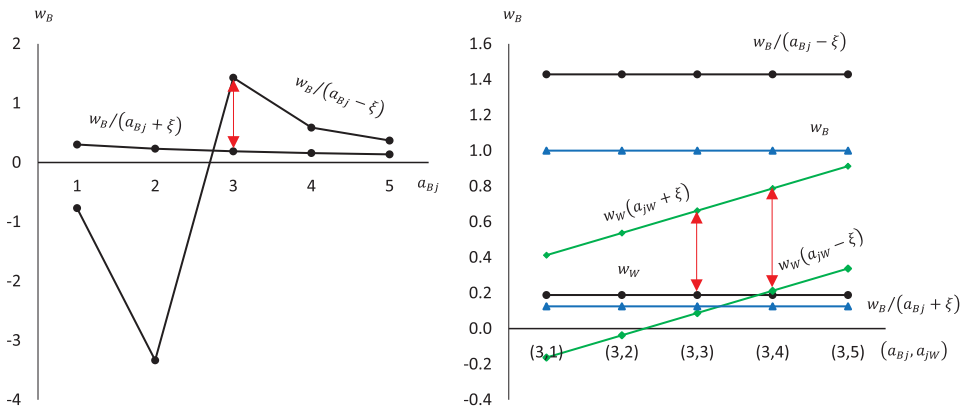 w_B
2
1
0
-1
-2
-3
-4
w_B/(a_Bj + ξ)
w_B/(a_Bj − ξ)
1 2 3 4 5 a_Bj
w_B
1.6
1.4
1.2
1.0
0.8
0.6
0.4
0.2
0.0
-0.2
-0.4
w_B/(a_Bj − ξ)
w_B
w_W(a_jW + ξ)
w_W(a_jW − ξ)
w_W
w_B/(a_Bj + ξ)
(3,1) (3,2) (3,3) (3,4) (3,5) (a_Bj, a_jW)